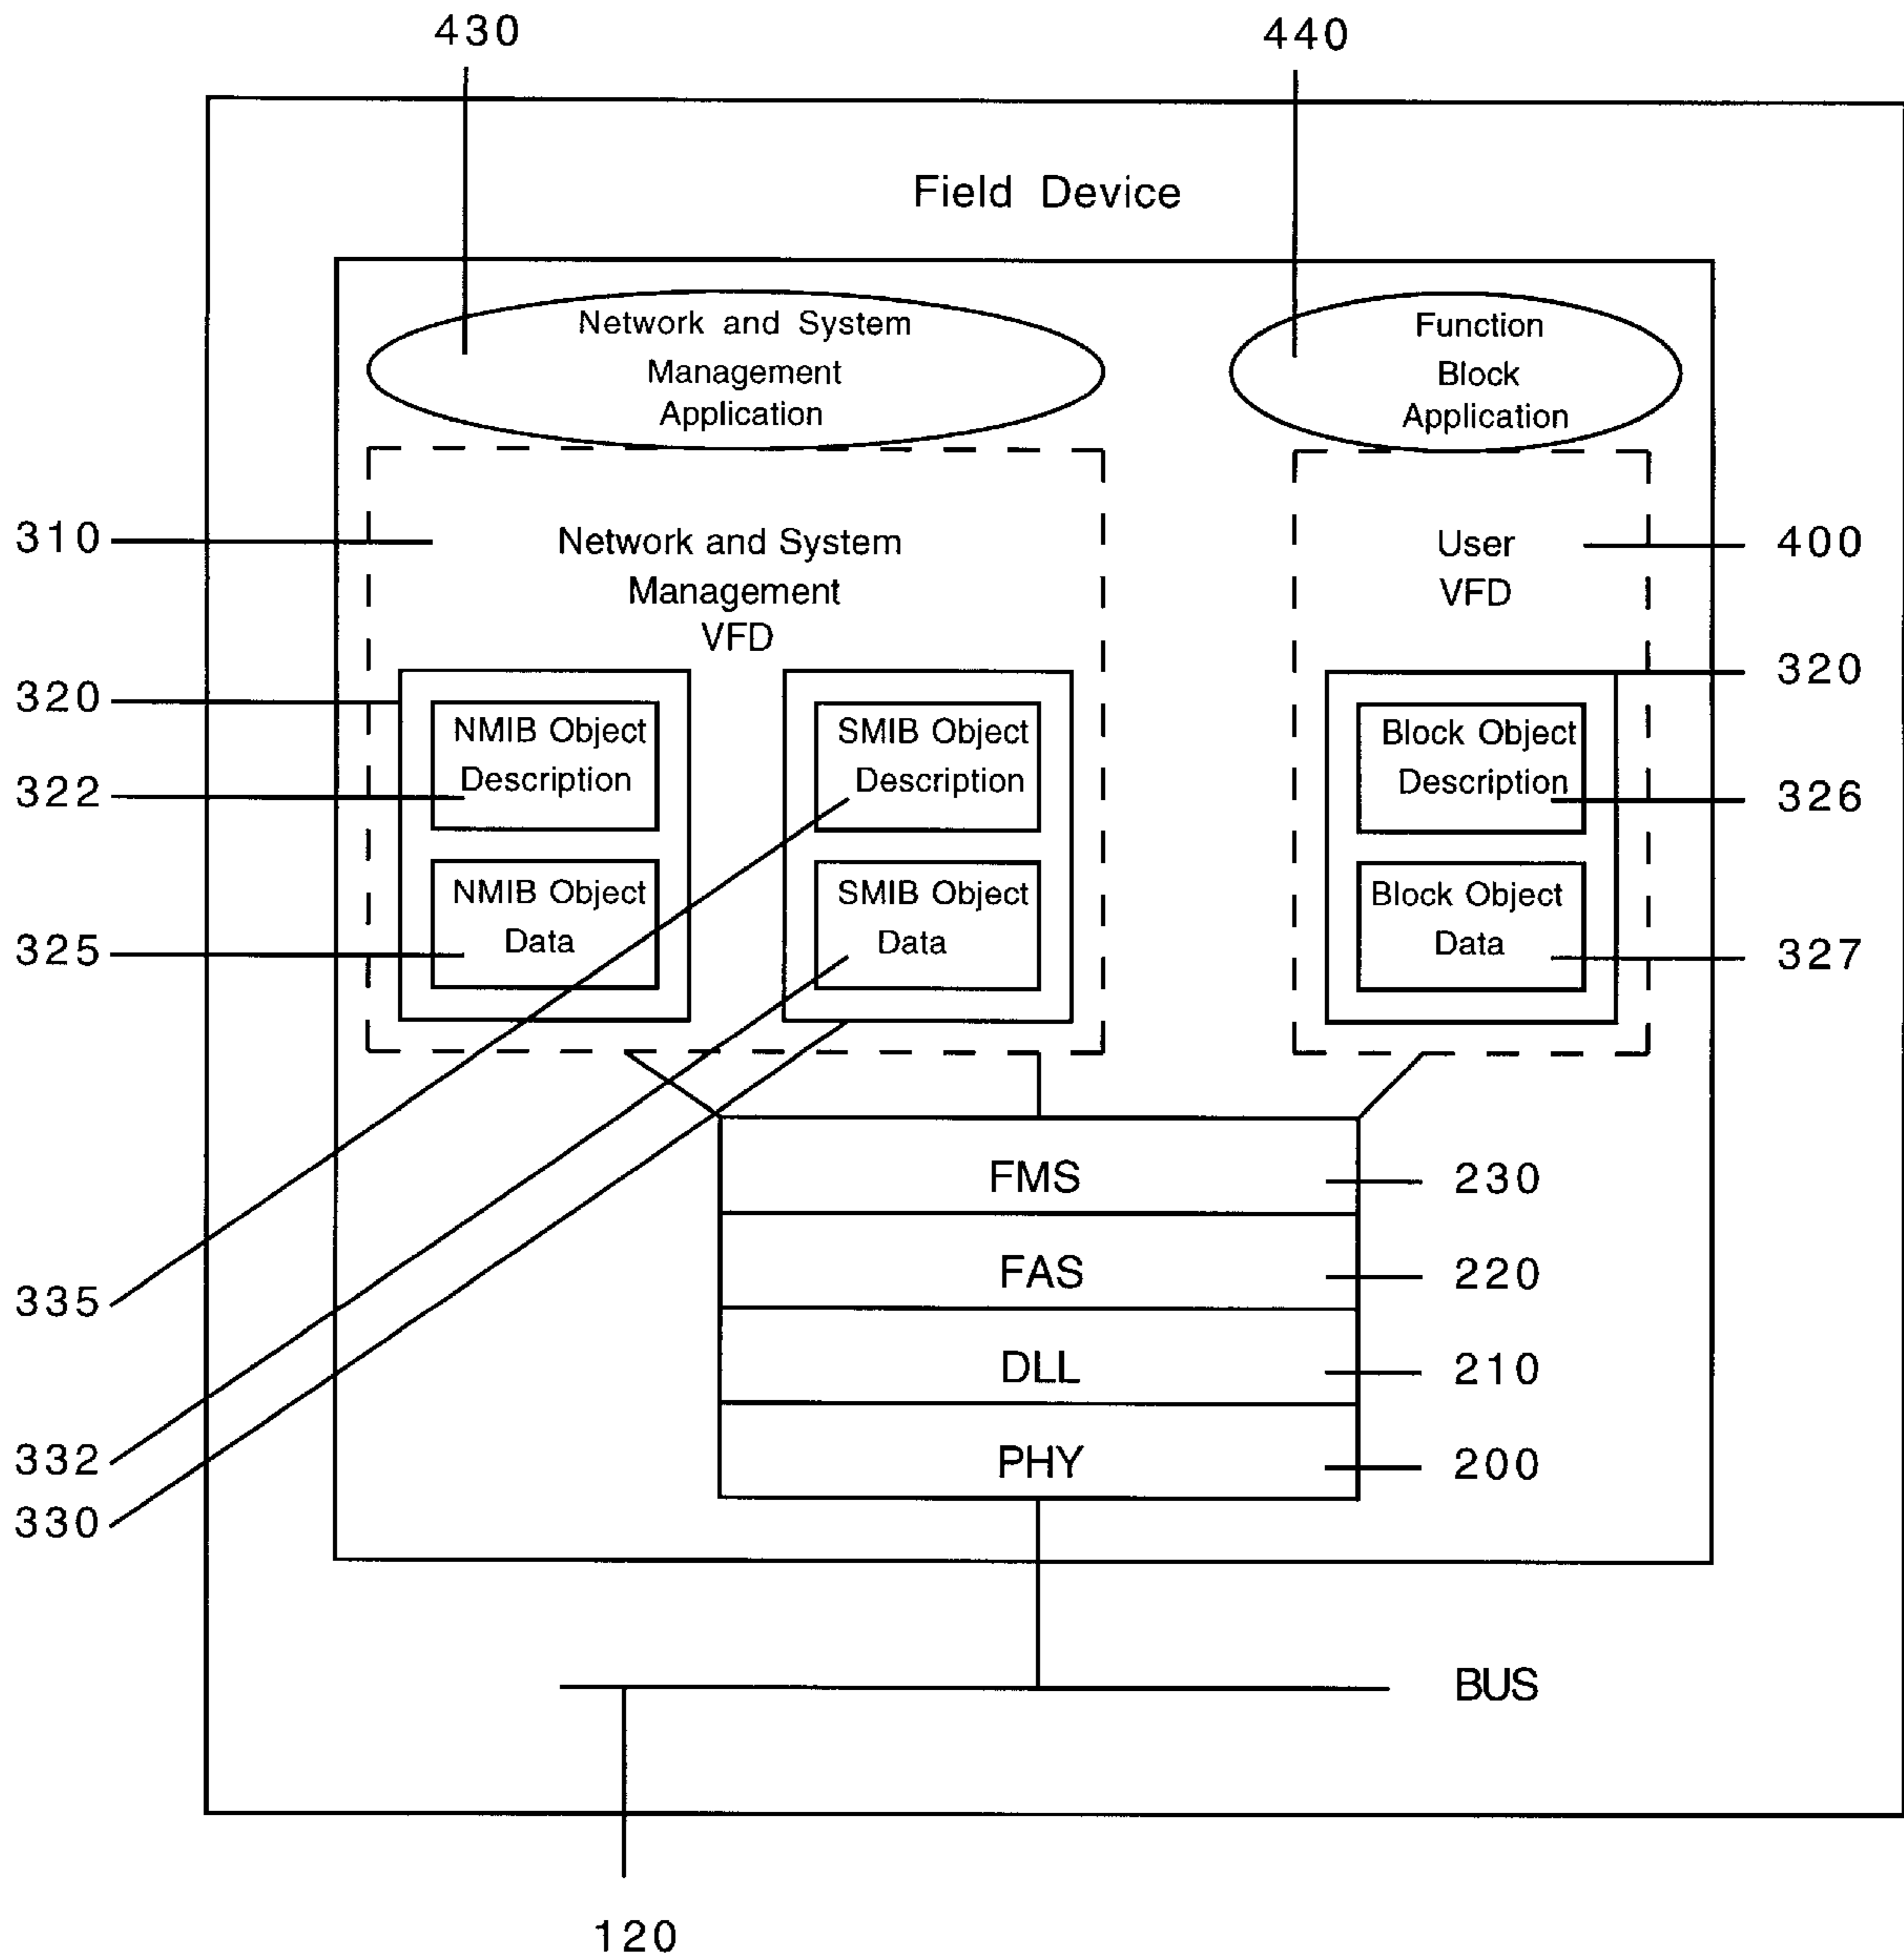 430
440
Field Device
Network and System
Management
Application
Function
Block
Application
310
Network and System
Management
VFD
User
VFD
400
320
320
NMIB Object
Description
SMIB Object
Description
Block Object
Description
322
326
NMIB Object
Data
SMIB Object
Data
Block Object
Data
325
327
FMS
230
FAS
220
335
DLL
210
PHY
200
332
330
BUS
120